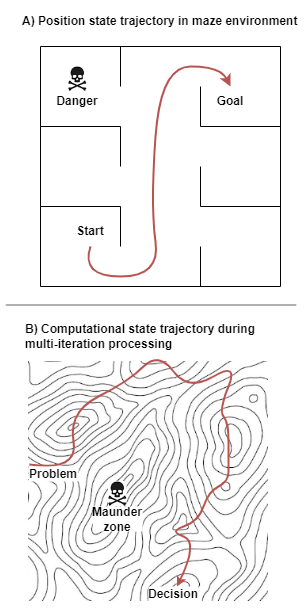 A) Position state trajectory in maze environment
Danger
Goal
Start
B) Computational state trajectory during
multi-iteration processing
Problem
Maunder
zone
Decision